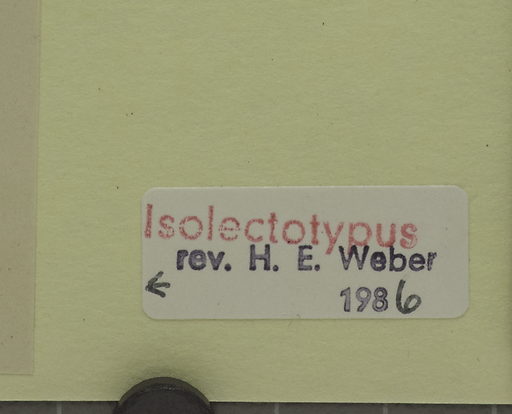 Isolectotypus
rev. H. E. Weber
← 1986